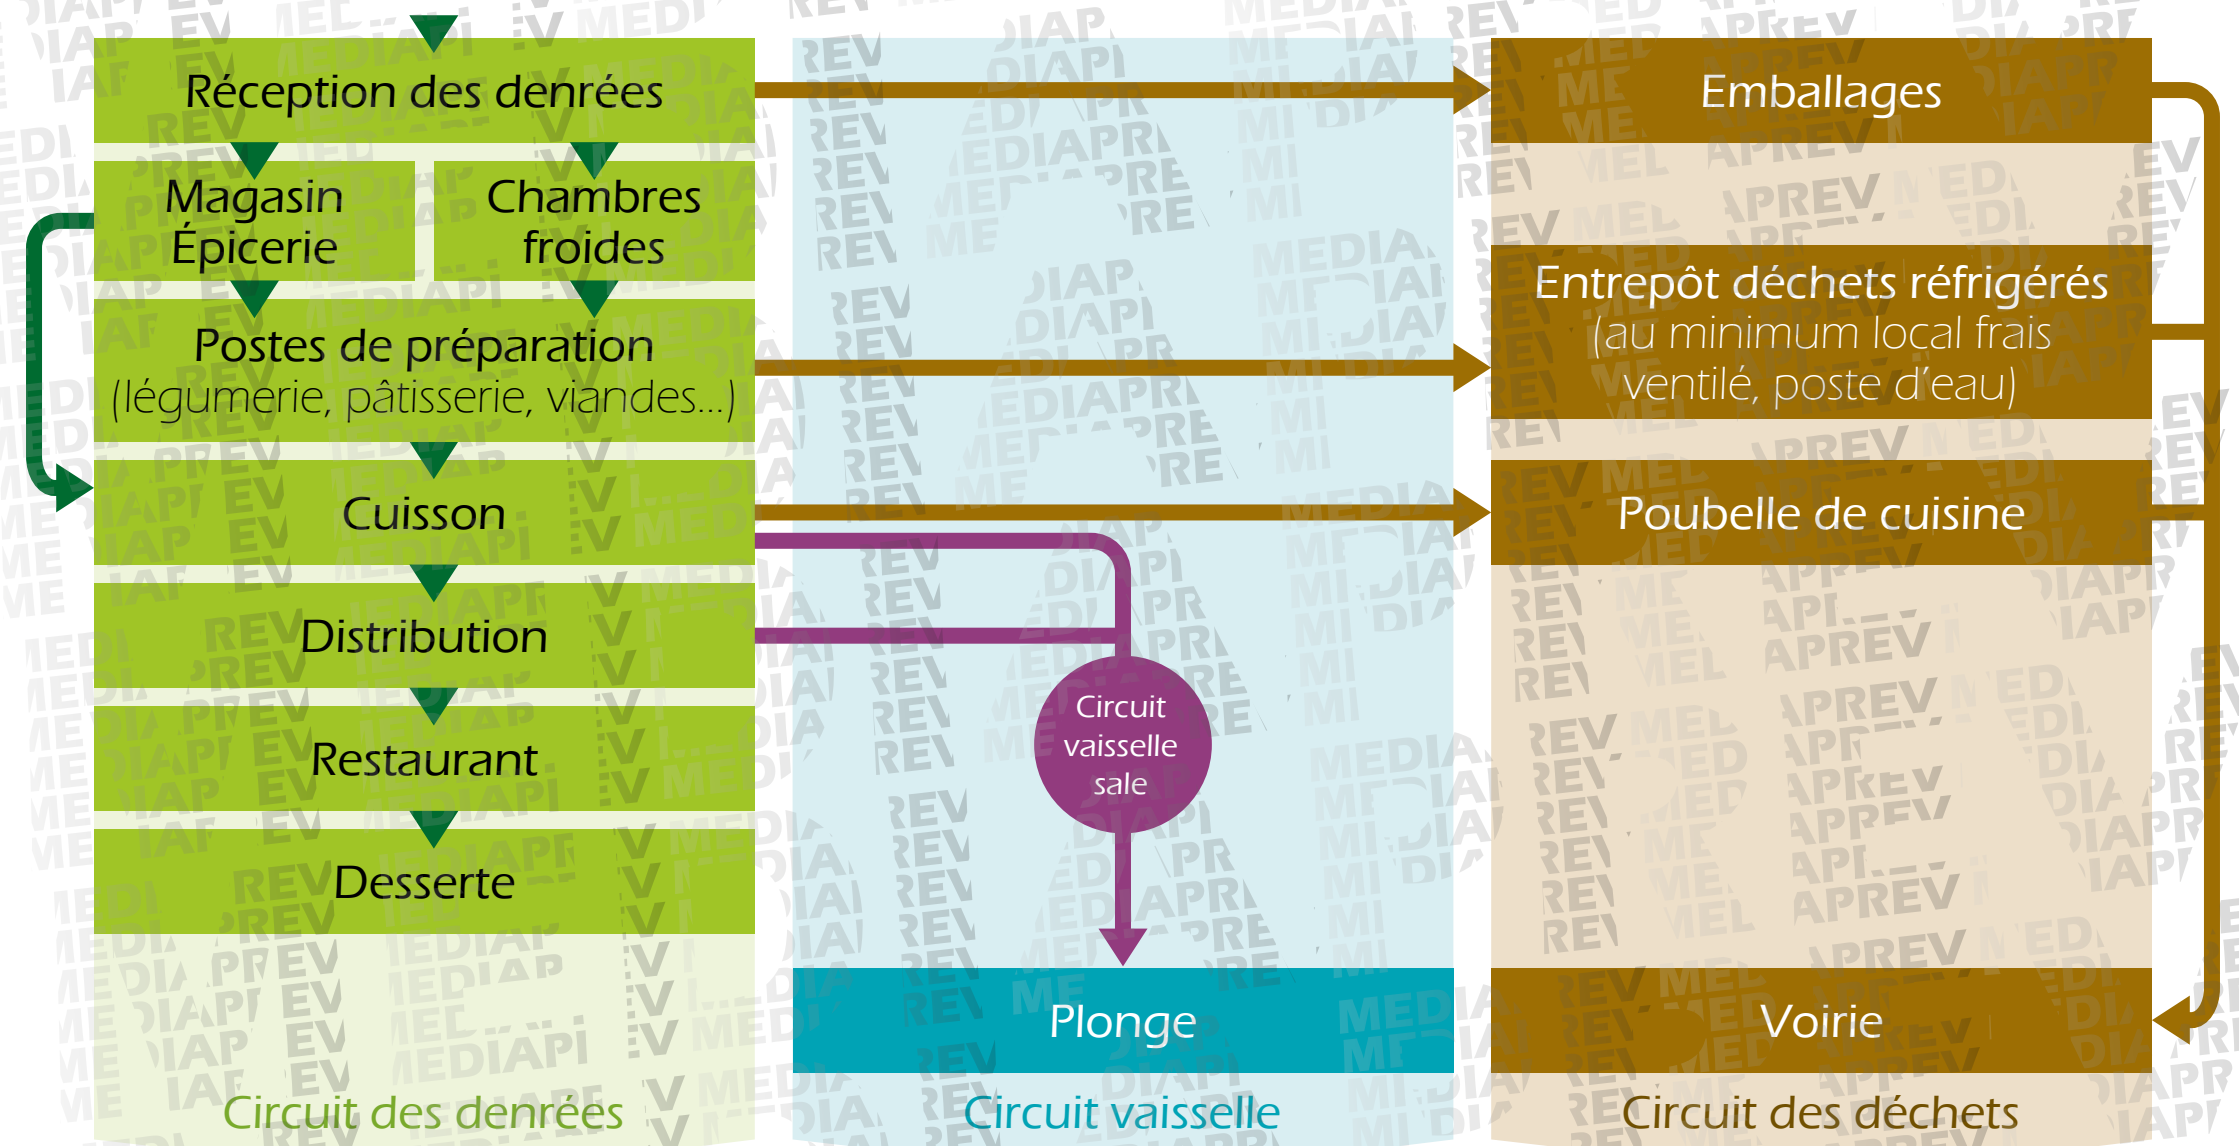 Réception des denrées
Magasin
Épicerie
Chambres
froides
Postes de préparation
(légumerie, pâtisserie, viandes...)
Cuisson
Distribution
Restaurant
Desserte
Circuit des denrées
Circuit
vaisselle
sale
Plonge
Circuit vaisselle
Emballages
Entrepôt déchets réfrigérés
(au minimum local frais
ventilé, poste d’eau)
Poubelle de cuisine
Voirie
Circuit des déchets